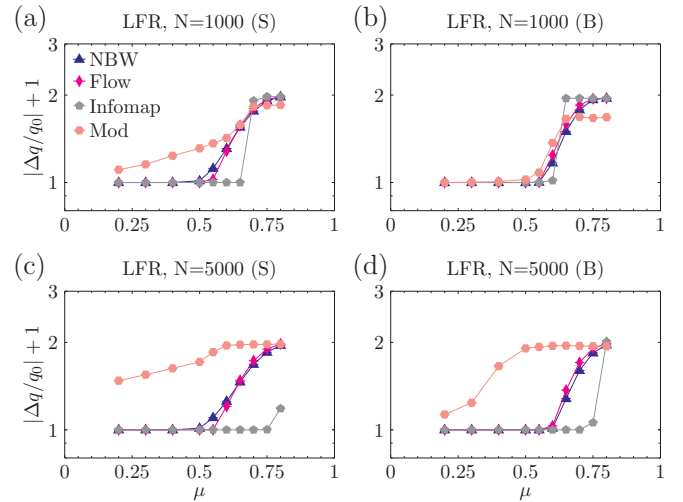 (a) LFR, N=1000 (S)
(b) LFR, N=1000 (B)
|Δq/q₀| + 1
3
2
1
NBW
Flow
Infomap
Mod
0 0.25 0.5 0.75 1
μ
3
2
1
0 0.25 0.5 0.75 1
μ
(c) LFR, N=5000 (S)
(d) LFR, N=5000 (B)
|Δq/q₀| + 1
3
2
1
0 0.25 0.5 0.75 1
μ
3
2
1
0 0.25 0.5 0.75 1
μ